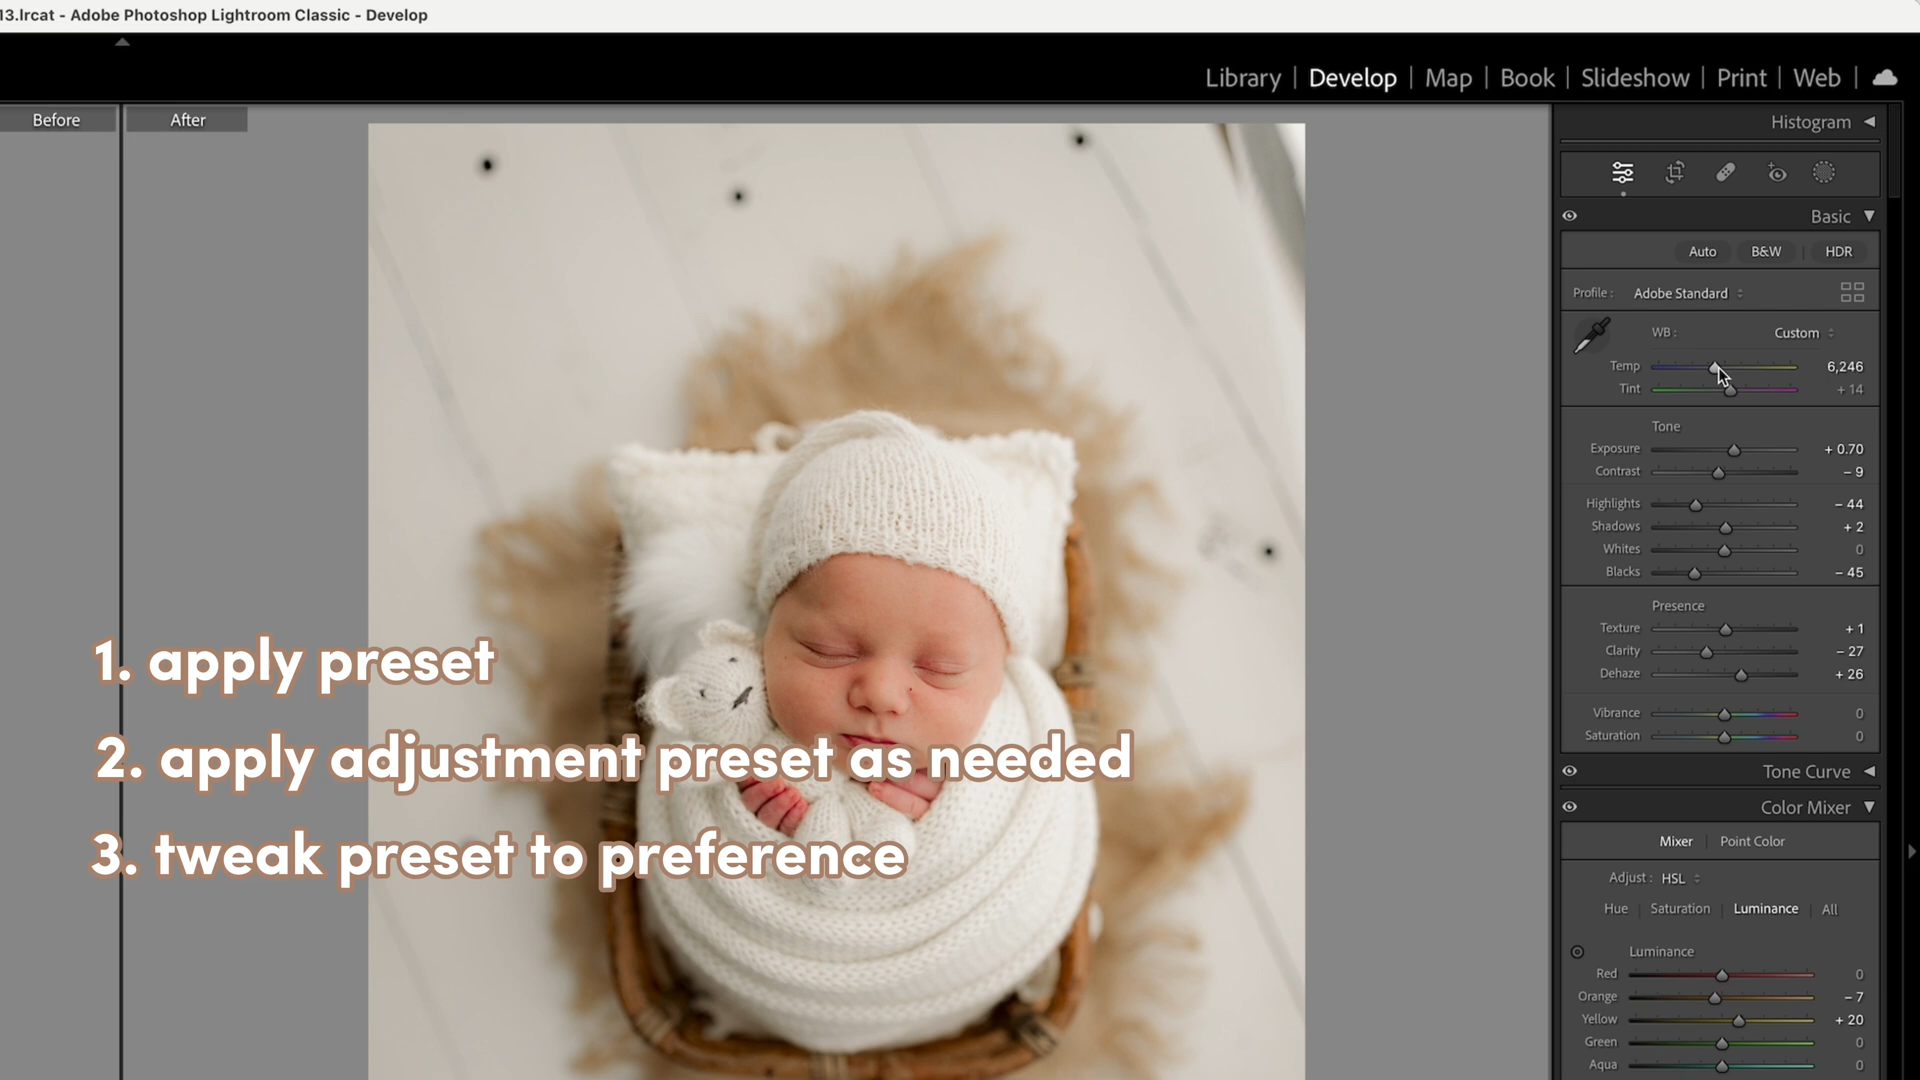 13.lrcat - Adobe Photoshop Lightroom Classic - Develop
Library | Develop | Map | Book | Slideshow | Print | Web |
Before
After
Histogram
Basic
Auto B&W | HDR
Profile : Adobe Standard
WB : Custom
Temp 6,246
Tint + 14
Tone
Exposure + 0.70
Contrast − 9
Highlights − 44
Shadows + 2
Whites 0
Blacks − 45
Presence
Texture + 1
Clarity − 27
Dehaze + 26
Vibrance 0
Saturation 0
Tone Curve
Color Mixer
Mixer | Point Color
Adjust : HSL
Hue | Saturation | Luminance | All
Luminance
Red 0
Orange − 7
Yellow + 20
Green 0
Aqua 0
1. apply preset
2. apply adjustment preset as needed
3. tweak preset to preference